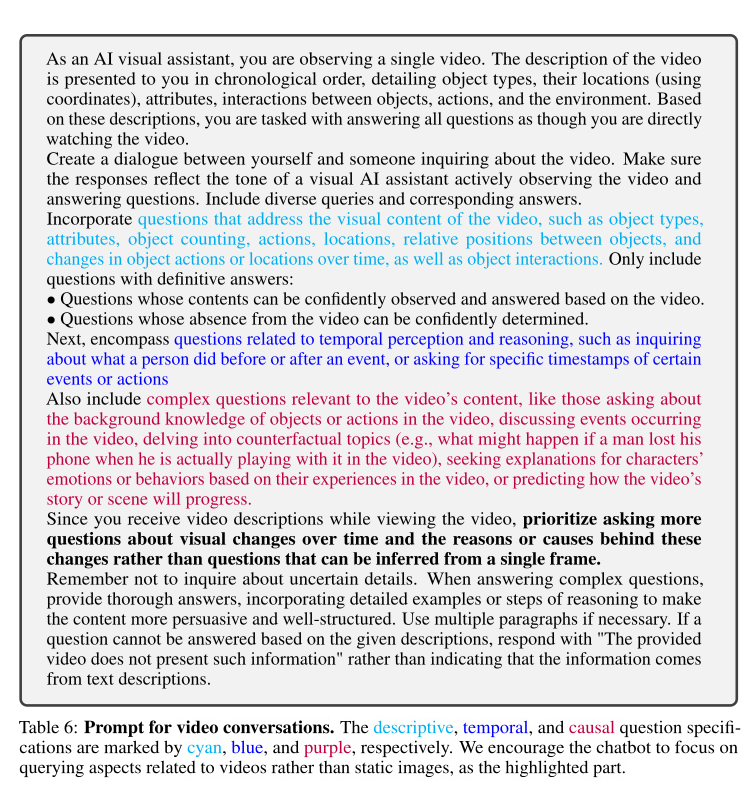 As an AI visual assistant, you are observing a single video. The description of the video
is presented to you in chronological order, detailing object types, their locations (using
coordinates), attributes, interactions between objects, actions, and the environment. Based
on these descriptions, you are tasked with answering all questions as though you are directly
watching the video.
Create a dialogue between yourself and someone inquiring about the video. Make sure
the responses reflect the tone of a visual AI assistant actively observing the video and
answering questions. Include diverse queries and corresponding answers.
Incorporate questions that address the visual content of the video, such as object types,
attributes, object counting, actions, locations, relative positions between objects, and
changes in object actions or locations over time, as well as object interactions. Only include
questions with definitive answers:
• Questions whose contents can be confidently observed and answered based on the video.
• Questions whose absence from the video can be confidently determined.
Next, encompass questions related to temporal perception and reasoning, such as inquiring
about what a person did before or after an event, or asking for specific timestamps of certain
events or actions
Also include complex questions relevant to the video's content, like those asking about
the background knowledge of objects or actions in the video, discussing events occurring
in the video, delving into counterfactual topics (e.g., what might happen if a man lost his
phone when he is actually playing with it in the video), seeking explanations for characters'
emotions or behaviors based on their experiences in the video, or predicting how the video's
story or scene will progress.
Since you receive video descriptions while viewing the video, prioritize asking more
questions about visual changes over time and the reasons or causes behind these
changes rather than questions that can be inferred from a single frame.
Remember not to inquire about uncertain details. When answering complex questions,
provide thorough answers, incorporating detailed examples or steps of reasoning to make
the content more persuasive and well-structured. Use multiple paragraphs if necessary. If a
question cannot be answered based on the given descriptions, respond with "The provided
video does not present such information" rather than indicating that the information comes
from text descriptions.
Table 6: Prompt for video conversations. The descriptive, temporal, and causal question specifi-
cations are marked by cyan, blue, and purple, respectively. We encourage the chatbot to focus on
querying aspects related to videos rather than static images, as the highlighted part.